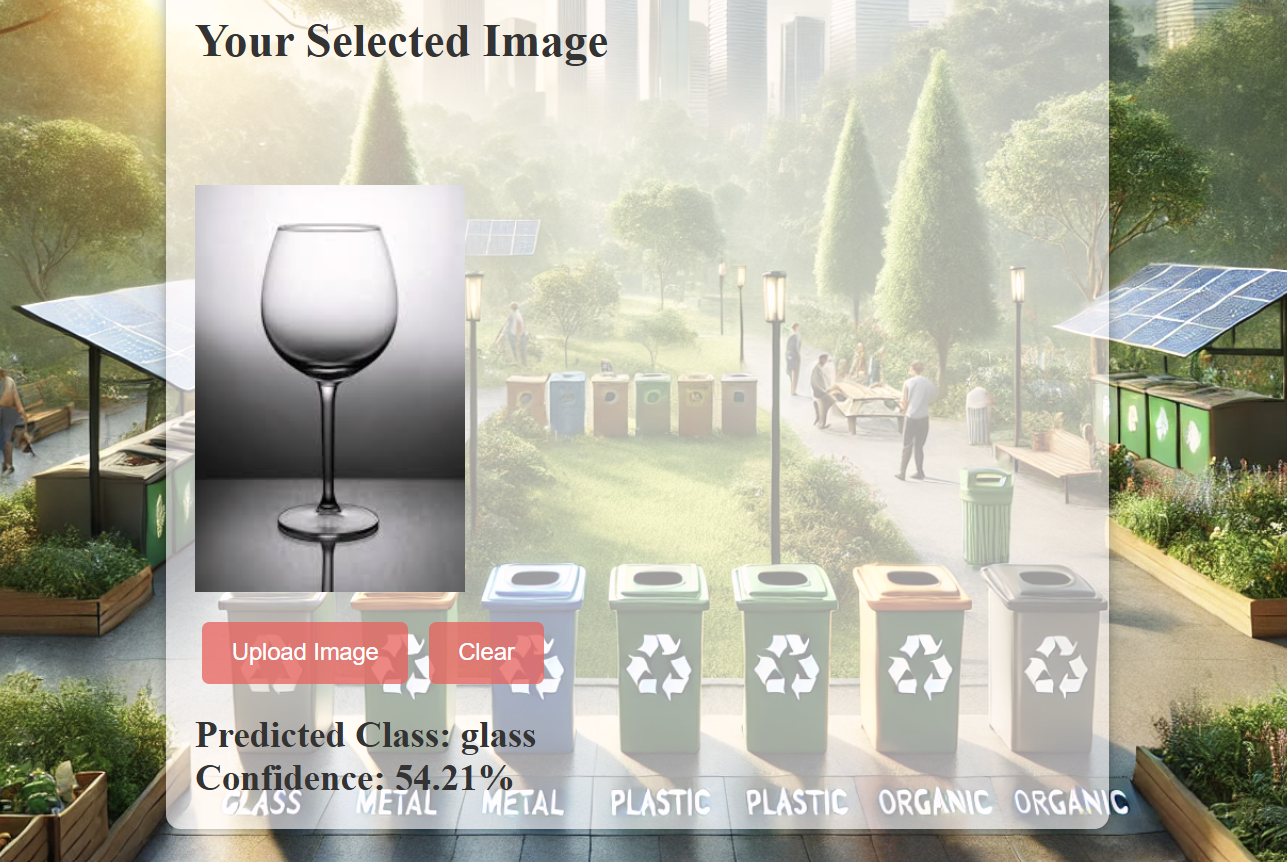 Your Selected Image
Upload Image Clear
Predicted Class: glass
Confidence: 54.21%
GLASS METAL METAL PLASTIC PLASTIC ORGANIC ORGANIC